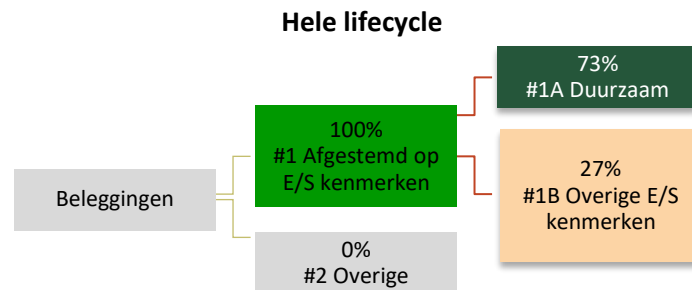 Hele lifecycle
73%
#1A Duurzaam
100%
#1 Afgestemd op
E/S kenmerken
27%
#1B Overige E/S
kenmerken
Beleggingen
0%
#2 Overige